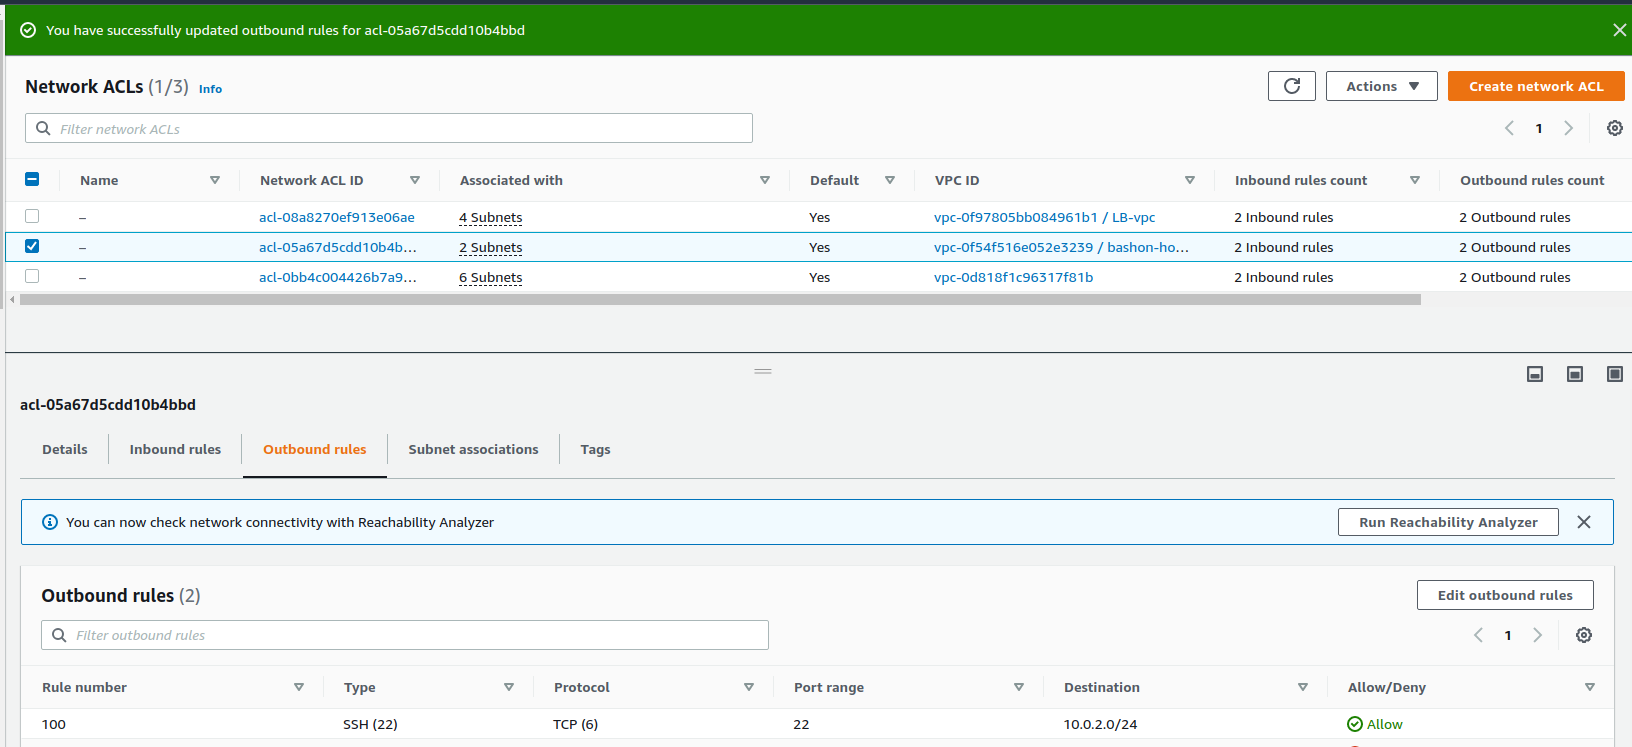 You have successfully updated outbound rules for acl-05a67d5cdd10b4bbd
Network ACLs (1/3) Info
Actions
Create network ACL
Filter network ACLs
1
Name Network ACL ID Associated with Default VPC ID Inbound rules count Outbound rules count
– acl-08a8270ef913e06ae 4 Subnets Yes vpc-0f97805bb084961b1 / LB-vpc 2 Inbound rules 2 Outbound rules
– acl-05a67d5cdd10b4b... 2 Subnets Yes vpc-0f54f516e052e3239 / bashon-ho... 2 Inbound rules 2 Outbound rules
– acl-0bb4c004426b7a9... 6 Subnets Yes vpc-0d818f1c96317f81b 2 Inbound rules 2 Outbound rules
acl-05a67d5cdd10b4bbd
Details Inbound rules Outbound rules Subnet associations Tags
You can now check network connectivity with Reachability Analyzer
Run Reachability Analyzer
Outbound rules (2)
Edit outbound rules
Filter outbound rules
1
Rule number Type Protocol Port range Destination Allow/Deny
100 SSH (22) TCP (6) 22 10.0.2.0/24 Allow